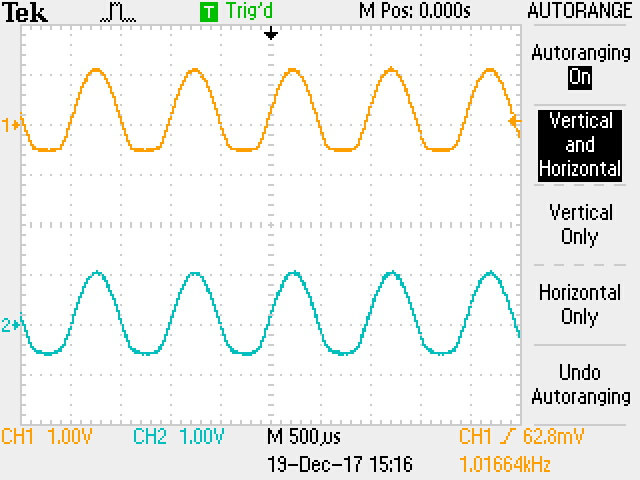 Tek T Trig'd M Pos: 0.000s AUTORANGE
Autoranging
On
Vertical
and
Horizontal
Vertical
Only
Horizontal
Only
Undo
Autoranging
1
2
CH1 1.00V CH2 1.00V M 500µs CH1 62.8mV
19-Dec-17 15:16 1.01664kHz